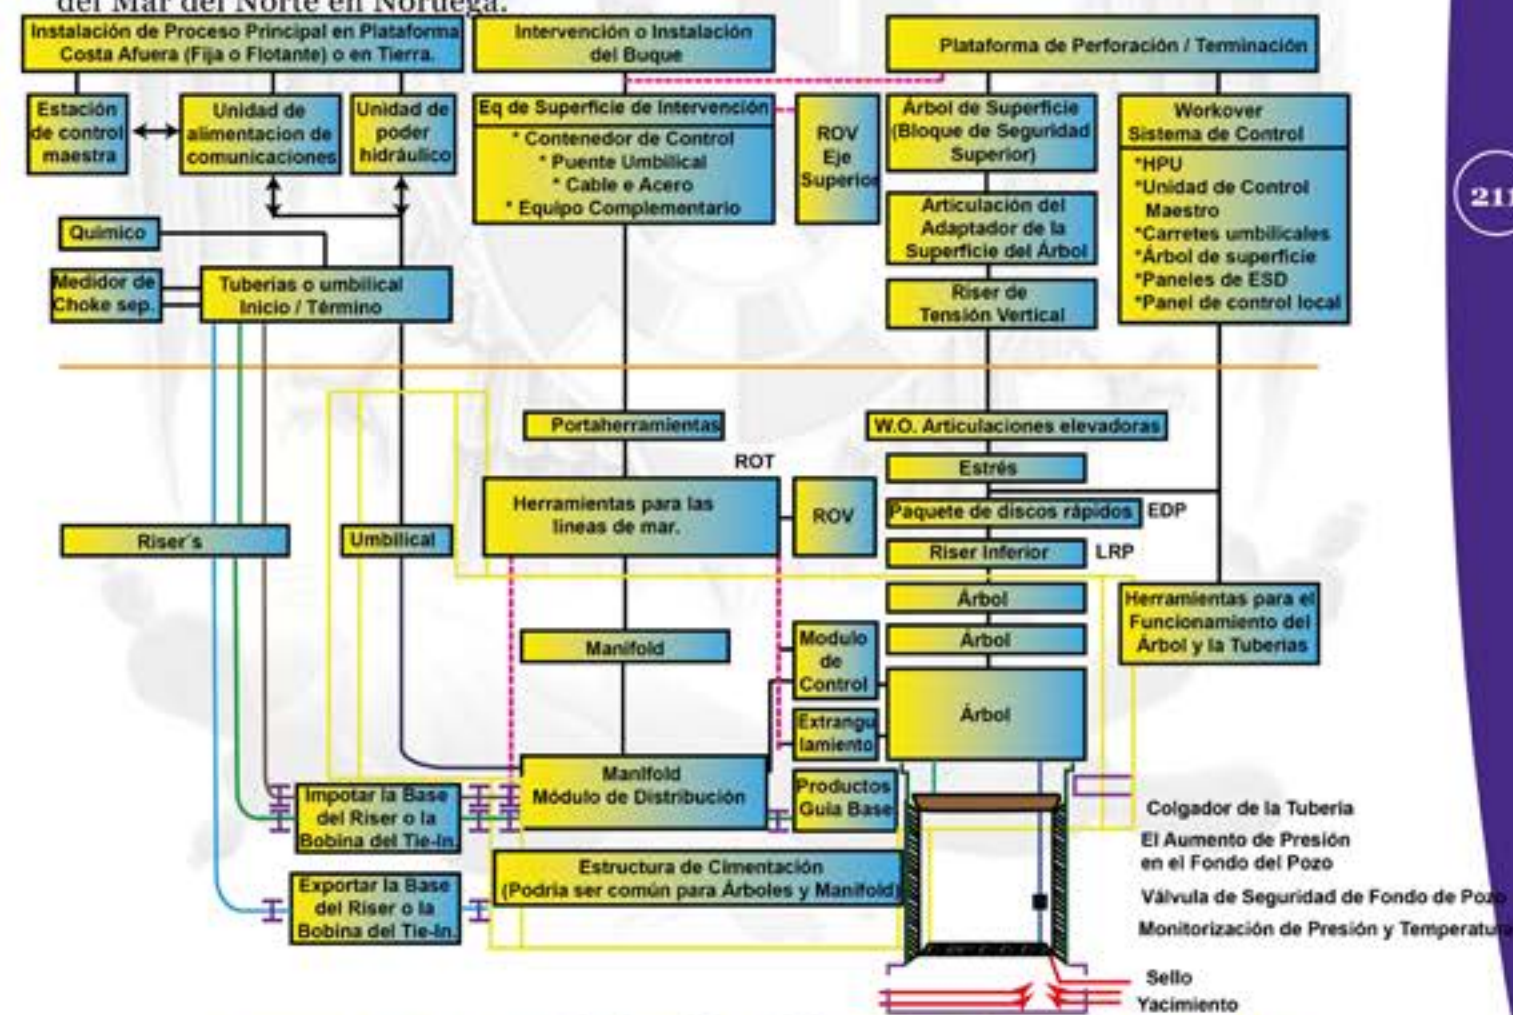 del Mar del Norte en Noruega.
Instalación de Proceso Principal en Plataforma
Costa Afuera (Fija o Flotante) o en Tierra.
Intervención o Instalación
del Buque
Plataforma de Perforación / Terminación
Estación
de control
maestra
Unidad de
alimentacion de
comunicaciones
Unidad de
poder
hidráulico
Eq de Superficie de Intervención
* Contenedor de Control
* Puente Umbilical
* Cable e Acero
* Equipo Complementario
ROV
Eje
Superior
Árbol de Superficie
(Bloque de Seguridad
Superior)
Workover
Sistema de Control
*HPU
*Unidad de Control
Maestro
*Carretes umbilicales
*Árbol de superficie
*Paneles de ESD
*Panel de control local
211
Articulación del
Adaptador de la
Superficie del Árbol
Químico
Medidor de
Choke sep.
Tuberias o umbilical
Inicio / Término
Riser de
Tensión Vertical
Portaherramientas
W.O. Articulaciones elevadoras
ROT
Estrés
Herramientas para las
lineas de mar.
ROV
Paquete de discos rápidos
EDP
Riser´s
Umbilical
Riser Inferior
LRP
Árbol
Herramientas para el
Funcionamiento del
Árbol y la Tuberias
Manifold
Modulo
de
Control
Árbol
Árbol
Extrangu
lamiento
Manifold
Módulo de Distribución
Productos
Guia Base
Impotar la Base
del Riser o la
Bobina del Tie-In.
Colgador de la Tuberia
El Aumento de Presión
en el Fondo del Pozo
Estructura de Cimentación
(Podria ser común para Árboles y Manifold)
Exportar la Base
del Riser o la
Bobina del Tie-In.
Válvula de Seguridad de Fondo de Pozo
Monitorización de Presión y Temperatura
Sello
Yacimiento